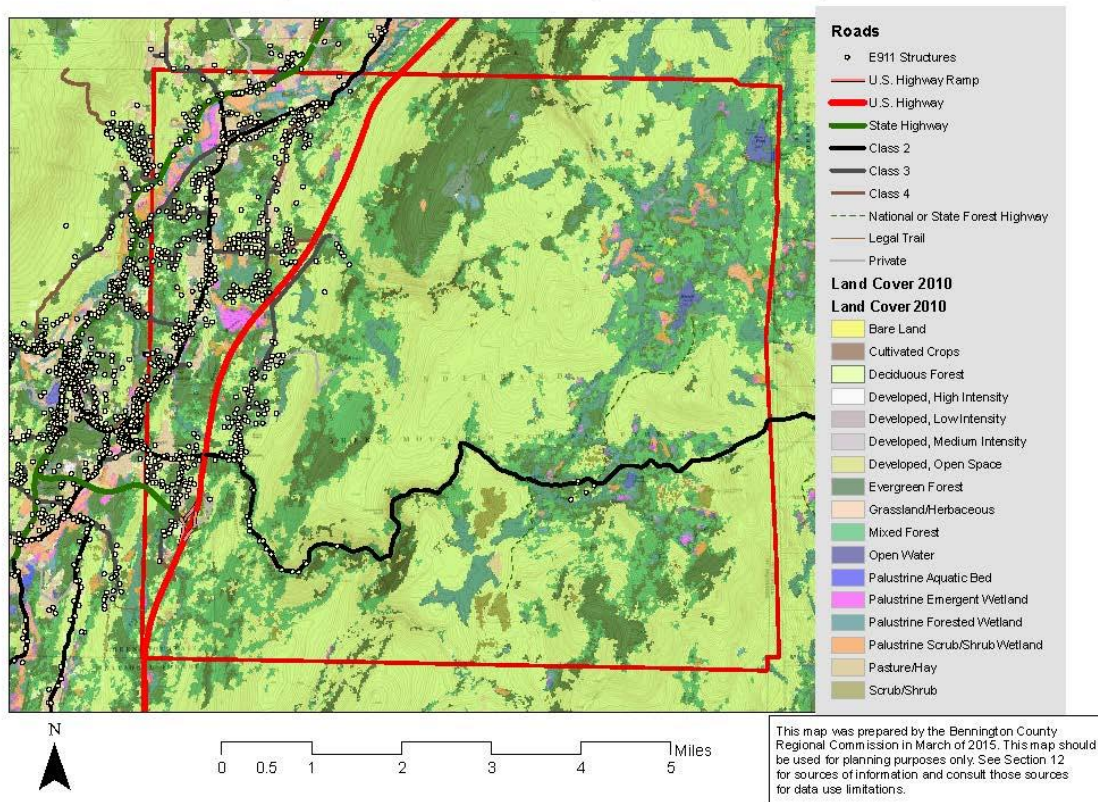 Roads
E911 Structures
U.S. Highway Ramp
U.S. Highway
State Highway
Class 2
Class 3
Class 4
National or State Forest Highway
Legal Trail
Private
Land Cover 2010
Land Cover 2010
Bare Land
Cultivated Crops
Deciduous Forest
Developed, High Intensity
Developed, Low Intensity
Developed, Medium Intensity
Developed, Open Space
Evergreen Forest
Grassland/Herbaceous
Mixed Forest
Open Water
Palustrine Aquatic Bed
Palustrine Emergent Wetland
Palustrine Forested Wetland
Palustrine Scrub/Shrub Wetland
Pasture/Hay
Scrub/Shrub
N
Miles
0 0.5 1 2 3 4 5
This map was prepared by the Bennington County
Regional Commission in March of 2015. This map should
be used for planning purposes only. See Section 12
for sources of information and consult those sources
for data use limitations.